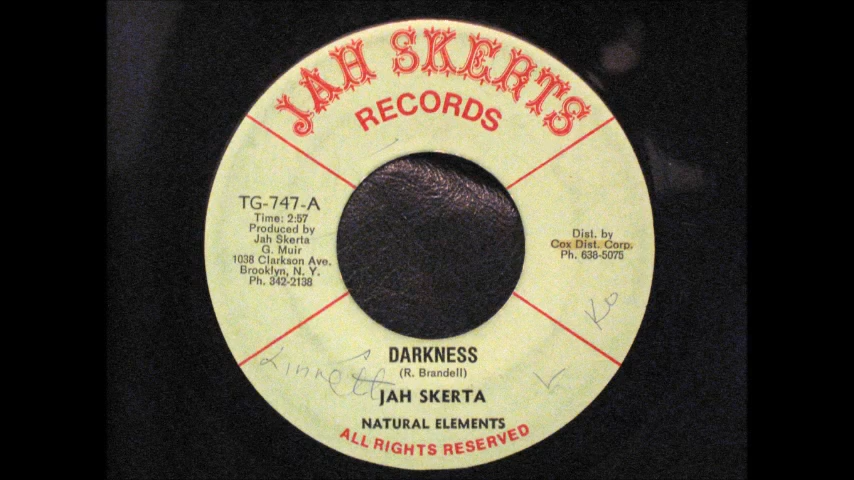 JAH SKERTS
RECORDS
TG-747-A
Time: 2:57
Produced by
Jah Skerta
G. Muir
1038 Clarkson Ave.
Brooklyn, N. Y.
Ph. 342-2138
Dist. by
Cox Dist. Corp.
Ph. 638-5075
DARKNESS
(R. Brandell)
JAH SKERTA
NATURAL ELEMENTS
ALL RIGHTS RESERVED